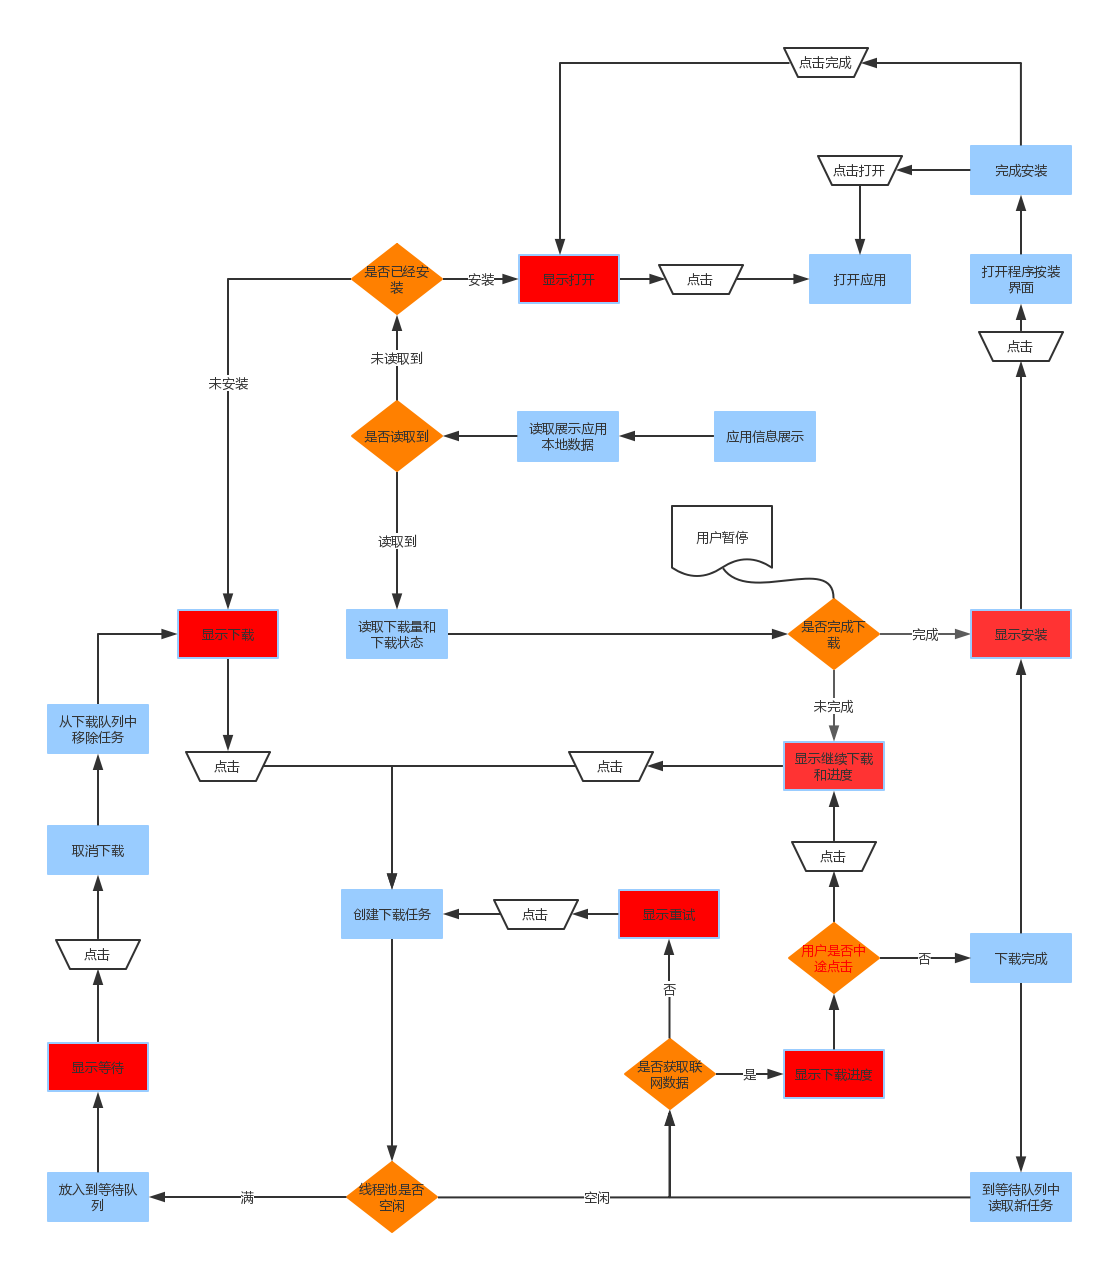 点击完成
点击打开
完成安装
是否已经安
装
安装
显示打开
点击
打开应用
打开程序按装
界面
点击
未读取到
未安装
是否读取到
读取展示应用
本地数据
应用信息展示
读取到
用户暂停
显示下载
读取下载量和
下载状态
是否完成下
载
完成
显示安装
从下载队列中
移除任务
未完成
点击
点击
显示继续下载
和进度
取消下载
点击
创建下载任务
点击
显示重试
点击
用户是否中
途点击
否
下载完成
否
显示等待
是否获取联
网数据
是
显示下载进度
放入到等待队
列
满
线程池是否
空闲
空闲
到等待队列中
读取新任务